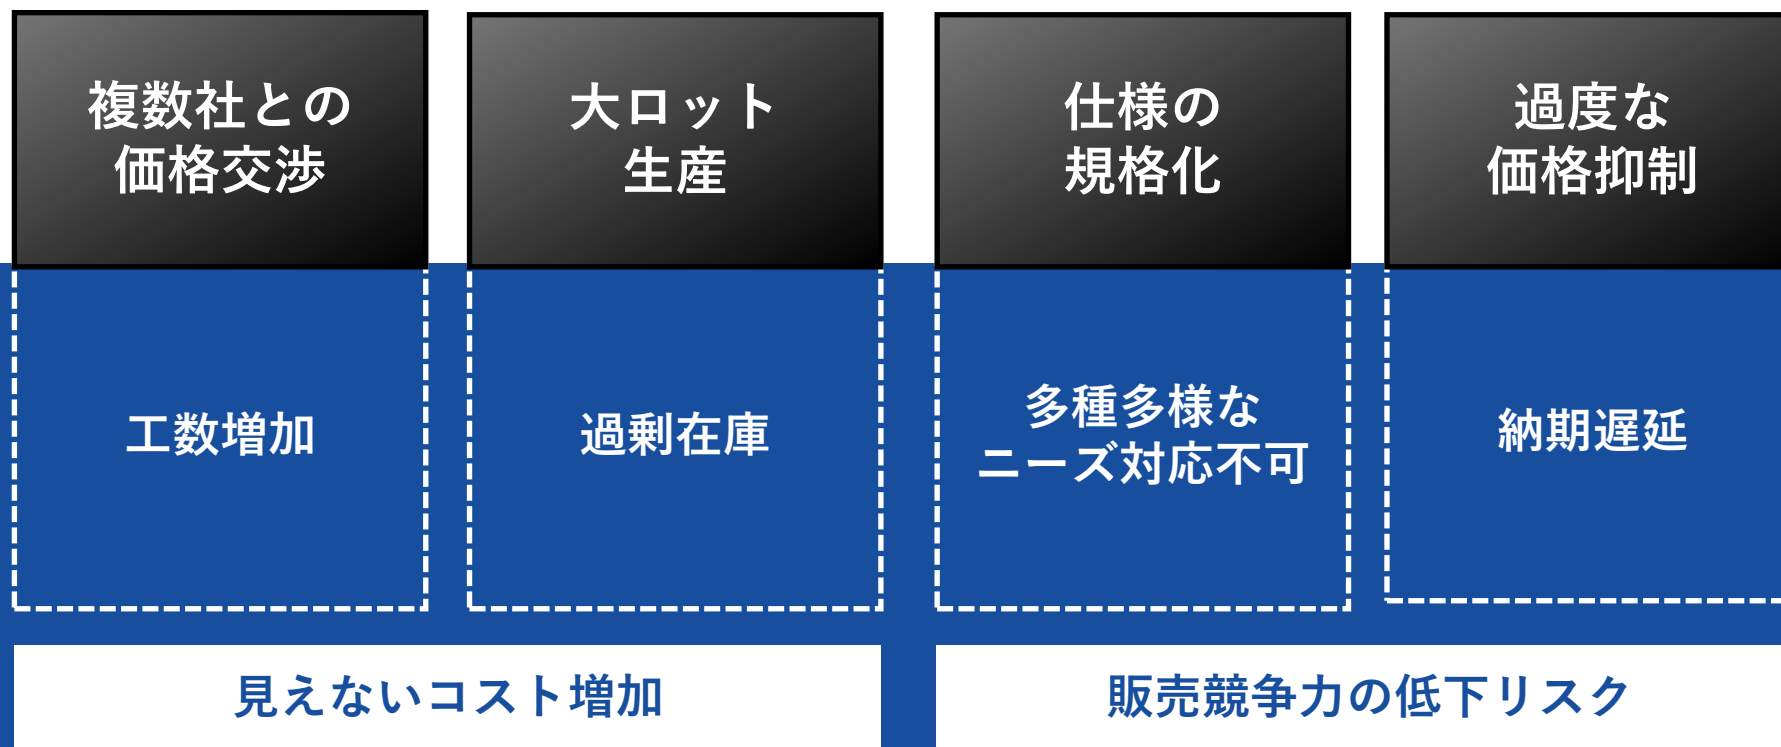 複数社との
価格交渉
大ロット
生産
仕様の
規格化
過度な
価格抑制
工数増加
過剰在庫
多種多様な
ニーズ対応不可
納期遅延
見えないコスト増加
販売競争力の低下リスク